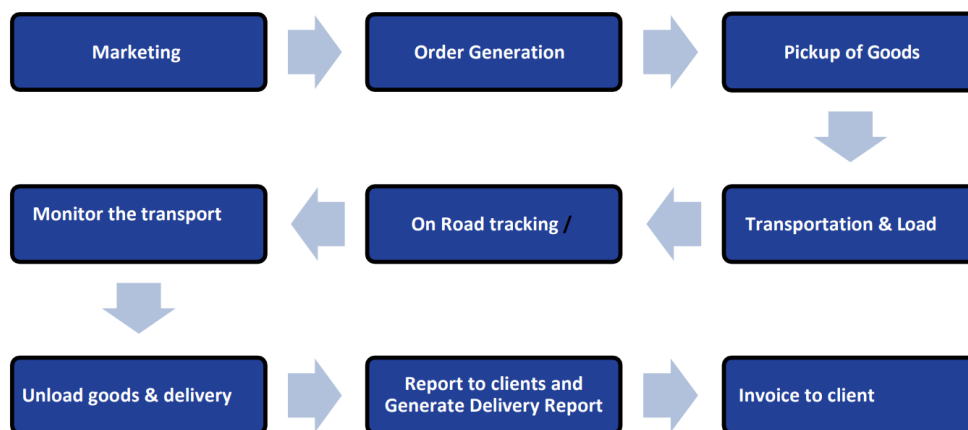 Marketing
Order Generation
Pickup of Goods
Transportation & Load
On Road tracking /
Monitor the transport
Unload goods & delivery
Report to clients and
Generate Delivery Report
Invoice to client